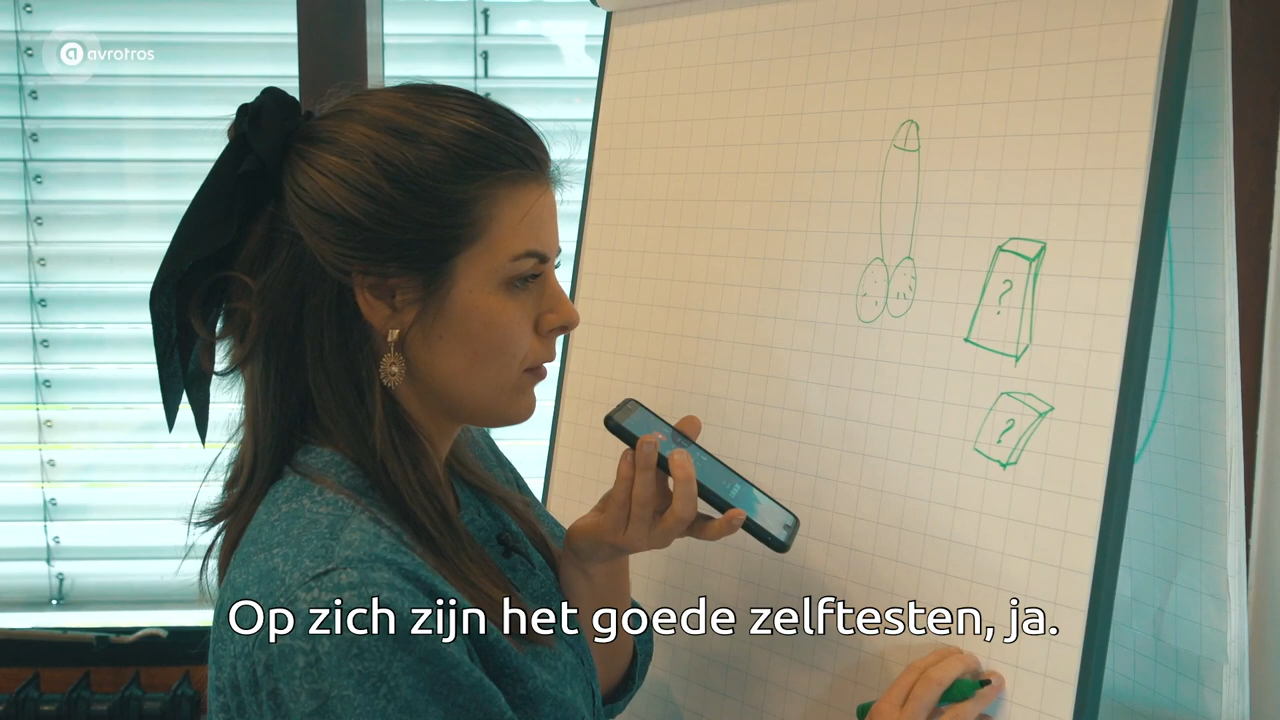 avrotros
?
?
Op zich zijn het goede zelftesten, ja.